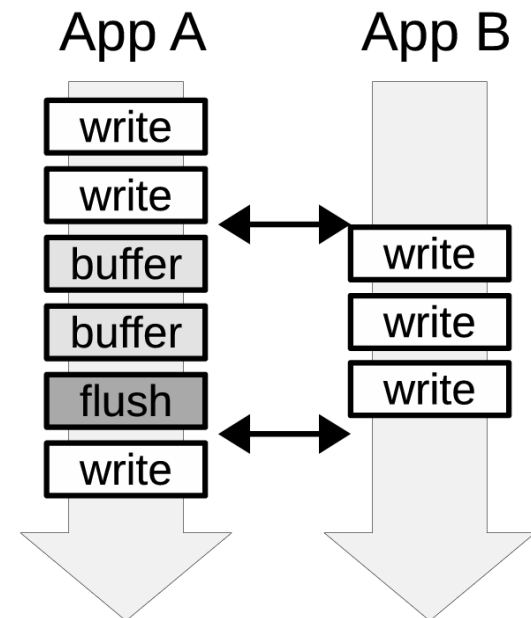 App A
App B
write
write
buffer
buffer
flush
write
write
write
write